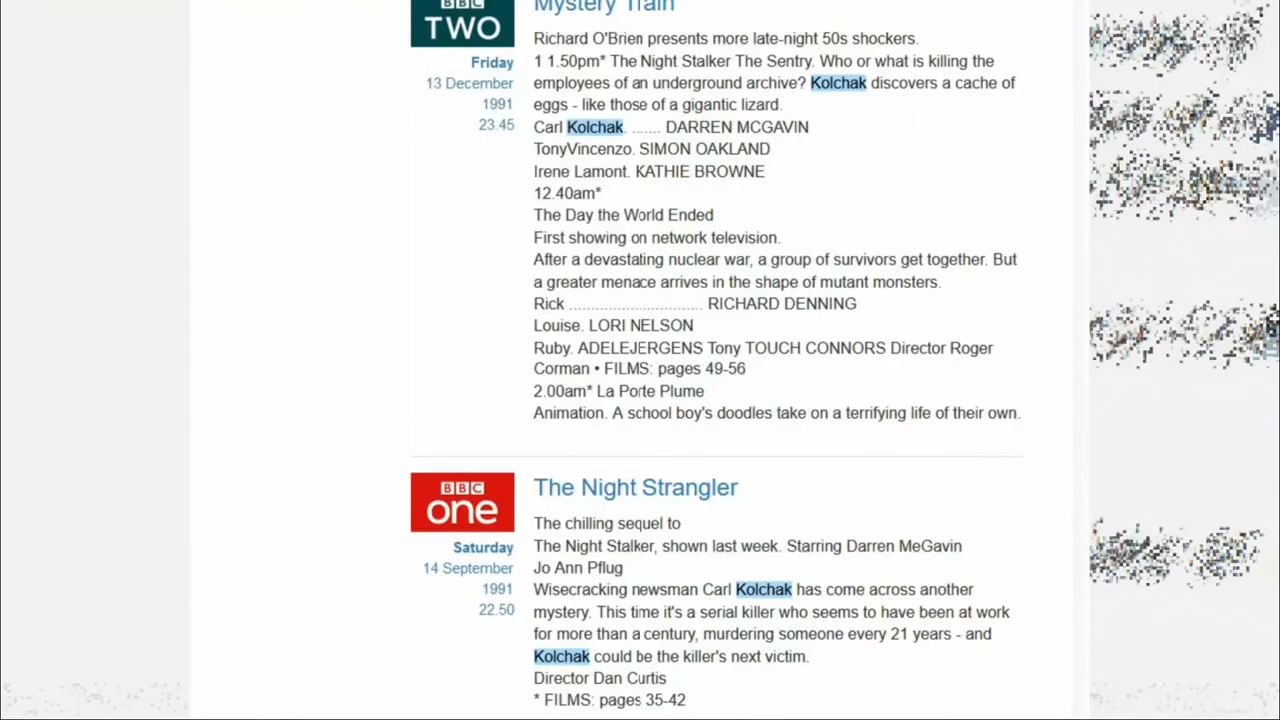 BBC
TWO
Mystery Train
Friday
13 December
1991
23.45
Richard O'Brien presents more late-night 50s shockers.
1 1.50pm* The Night Stalker The Sentry. Who or what is killing the
employees of an underground archive? Kolchak discovers a cache of
eggs - like those of a gigantic lizard.
Carl Kolchak. ....... DARREN MCGAVIN
TonyVincenzo. SIMON OAKLAND
Irene Lamont. KATHIE BROWNE
12.40am*
The Day the World Ended
First showing on network television.
After a devastating nuclear war, a group of survivors get together. But
a greater menace arrives in the shape of mutant monsters.
Rick ................................. RICHARD DENNING
Louise. LORI NELSON
Ruby. ADELEJERGENS Tony TOUCH CONNORS Director Roger
Corman • FILMS: pages 49-56
2.00am* La Porte Plume
Animation. A school boy's doodles take on a terrifying life of their own.
BBC
one
The Night Strangler
Saturday
14 September
1991
22.50
The chilling sequel to
The Night Stalker, shown last week. Starring Darren MeGavin
Jo Ann Pflug
Wisecracking newsman Carl Kolchak has come across another
mystery. This time it's a serial killer who seems to have been at work
for more than a century, murdering someone every 21 years - and
Kolchak could be the killer's next victim.
Director Dan Curtis
* FILMS: pages 35-42